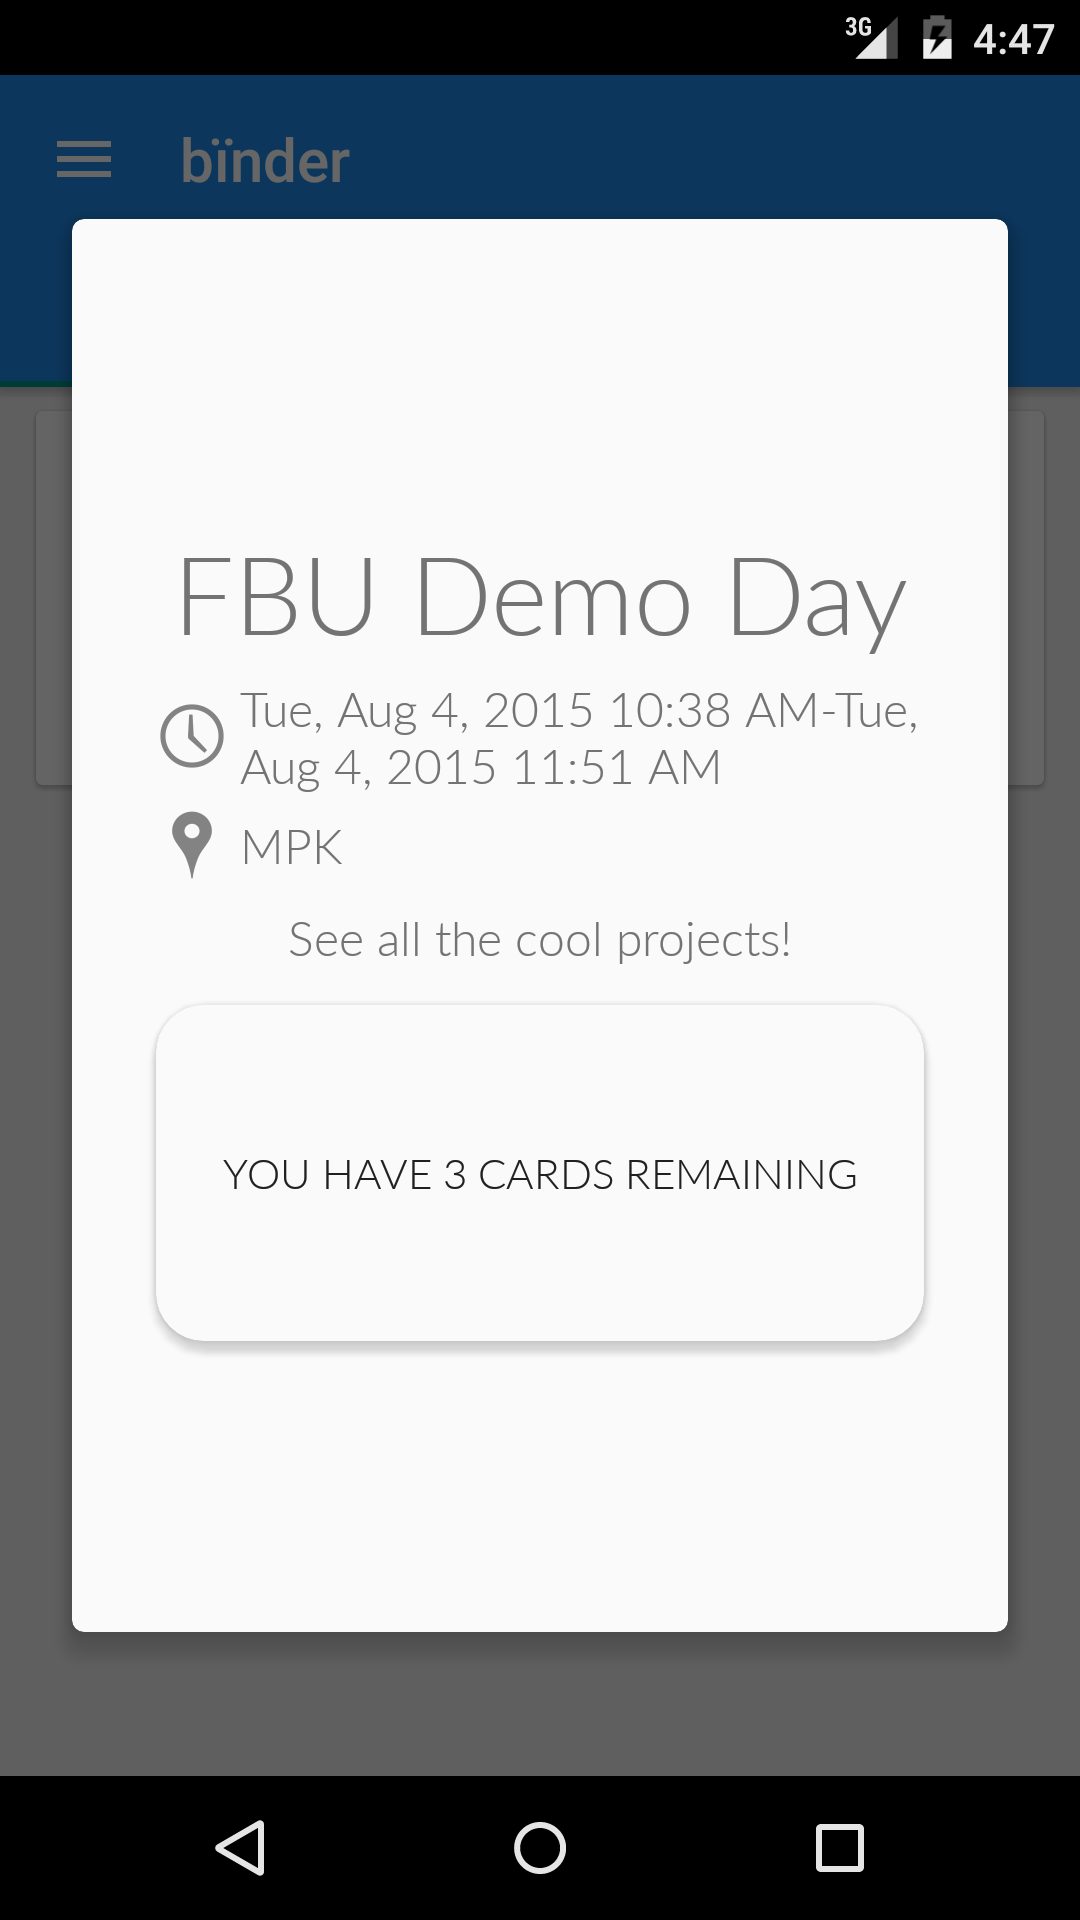 3G 4:47
bïnder
FBU Demo Day
Tue, Aug 4, 2015 10:38 AM-Tue,
Aug 4, 2015 11:51 AM
MPK
See all the cool projects!
YOU HAVE 3 CARDS REMAINING